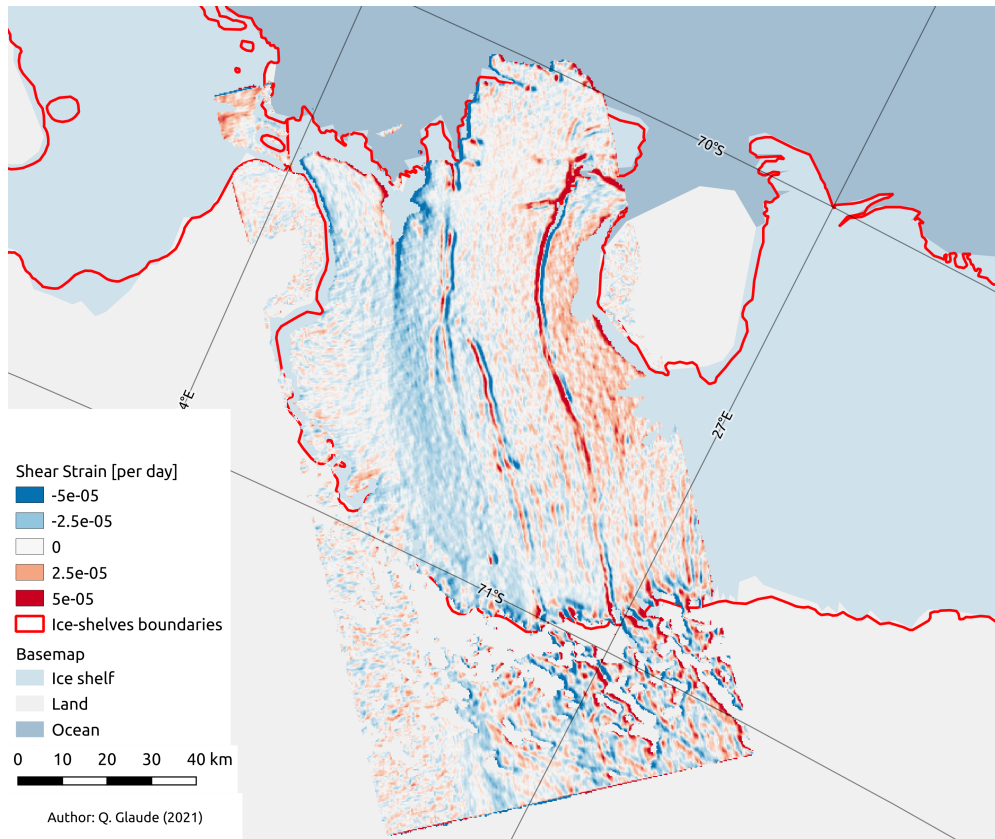 70°S
4°E
27°E
71°S
Shear Strain [per day]
-5e-05
-2.5e-05
0
2.5e-05
5e-05
Ice-shelves boundaries
Basemap
Ice shelf
Land
Ocean
0 10 20 30 40 km
Author: Q. Glaude (2021)